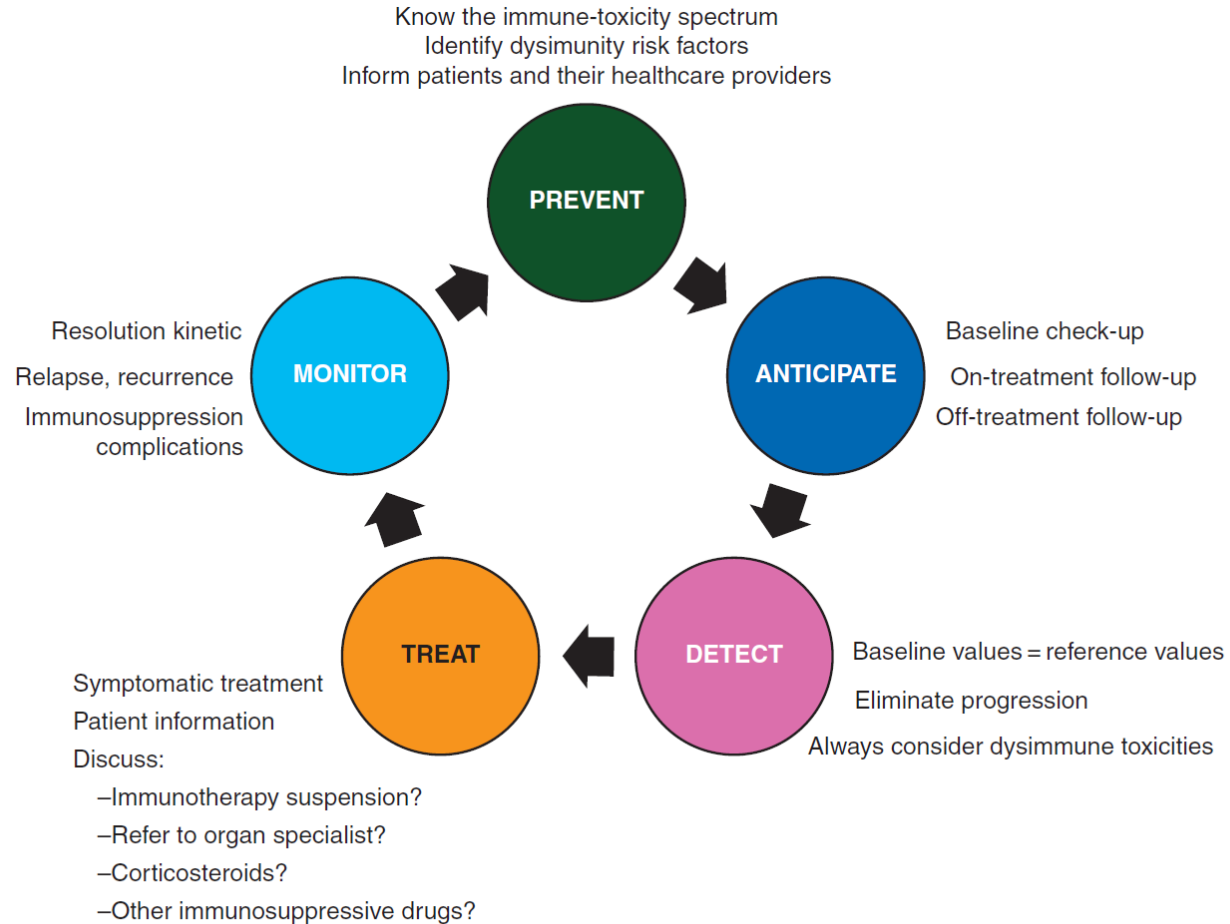 Know the immune-toxicity spectrum
Identify dysimunity risk factors
Inform patients and their healthcare providers
PREVENT
ANTICIPATE
Baseline check-up
On-treatment follow-up
Off-treatment follow-up
DETECT
Baseline values = reference values
Eliminate progression
Always consider dysimmune toxicities
TREAT
Symptomatic treatment
Patient information
Discuss:
–Immunotherapy suspension?
–Refer to organ specialist?
–Corticosteroids?
–Other immunosuppressive drugs?
MONITOR
Resolution kinetic
Relapse, recurrence
Immunosuppression
complications